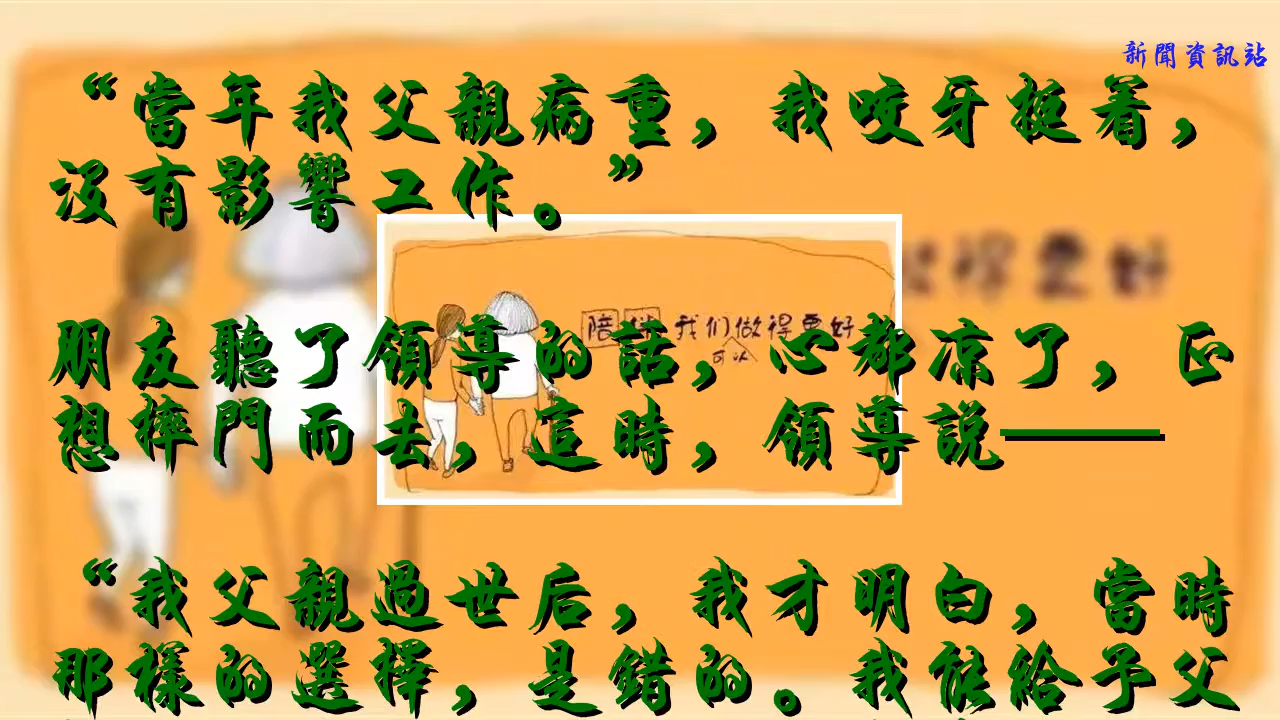 新聞資訊站
“當年我父親病重，我咬牙挺着，
沒有影響工作。”
陪伴 我们做得更好
可以
朋友聽了領導的話，心都凉了，正
想摔門而去，這時，領導說——
“我父親過世后，我才明白，當時
那樣的選擇，是錯的。我能給予父